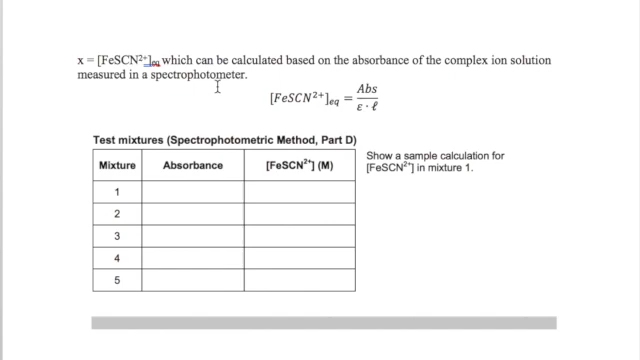 x = [FeSCN²⁺]eq which can be calculated based on the absorbance of the complex ion solution
measured in a spectrophotometer.
[FeSCN²⁺]eq = Abs / ε · ℓ
Test mixtures (Spectrophotometric Method, Part D)
Mixture Absorbance [FeSCN²⁺] (M)
1
2
3
4
5
Show a sample calculation for
[FeSCN²⁺] in mixture 1.